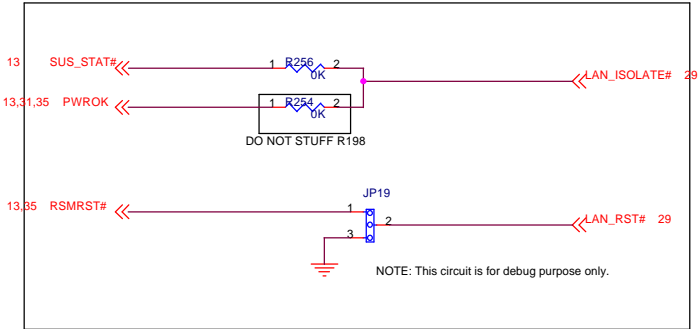 13 SUS_STAT# 1 R256 2 LAN_ISOLATE# 29
0K
13,31,35 PWROK 1 R254 2
0K
DO NOT STUFF R198
JP19
13,35 RSMRST# 1
2 LAN_RST# 29
3
NOTE: This circuit is for debug purpose only.